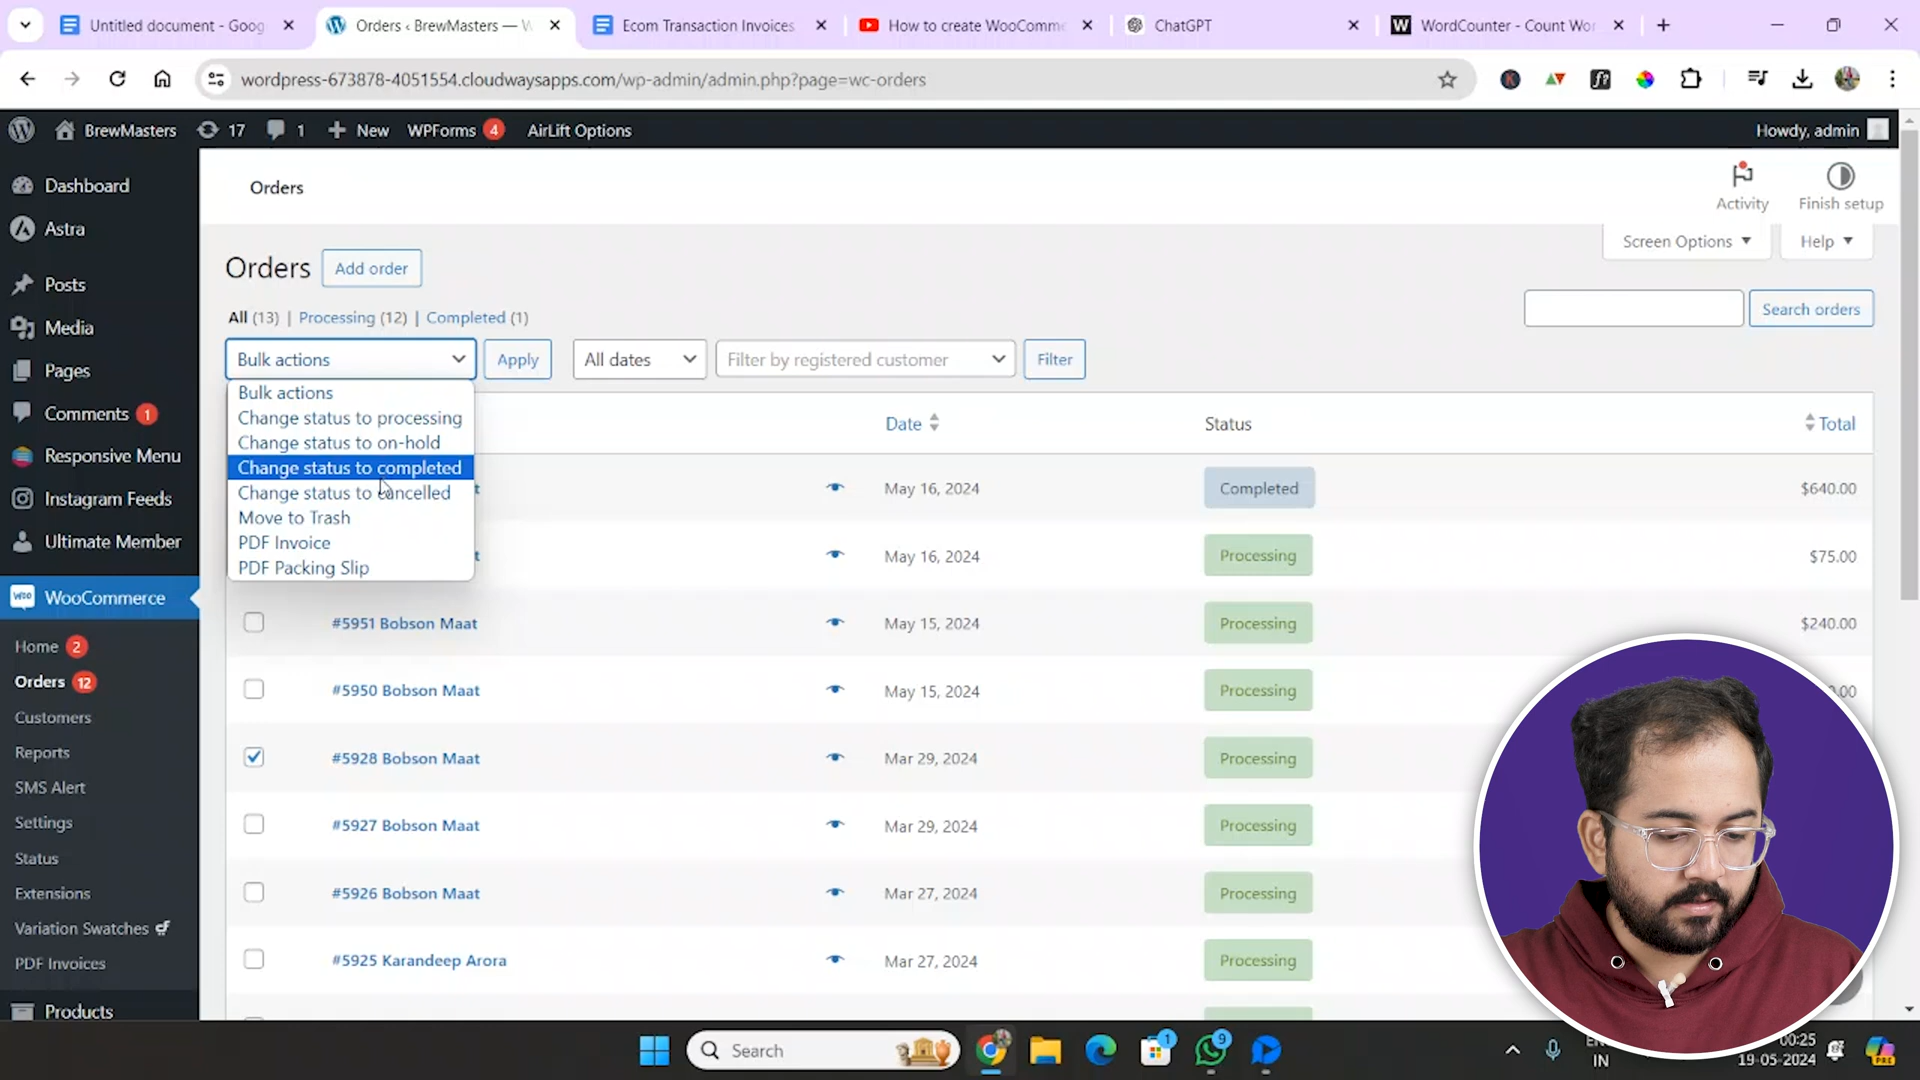 Untitled document - Goog
Orders ‹ BrewMasters — W
Ecom Transaction Invoices
How to create WooComme
ChatGPT
WordCounter - Count Wor
wordpress-673878-4051554.cloudwaysapps.com/wp-admin/admin.php?page=wc-orders
BrewMasters 17 1 New WPForms 4 AirLift Options Howdy, admin
Dashboard
Astra
Posts
Media
Pages
Comments 1
Responsive Menu
Instagram Feeds
Ultimate Member
WooCommerce
Home 2
Orders 12
Customers
Reports
SMS Alert
Settings
Status
Extensions
Variation Swatches
PDF Invoices
Products
Orders
Activity
Finish setup
Screen Options
Help
Orders Add order
All (13) | Processing (12) | Completed (1)
Search orders
Bulk actions Apply All dates Filter by registered customer Filter
Bulk actions
Change status to processing
Change status to on-hold
Change status to completed
Change status to cancelled
Move to Trash
PDF Invoice
PDF Packing Slip
Date Status Total
t May 16, 2024 Completed $640.00
t May 16, 2024 Processing $75.00
#5951 Bobson Maat May 15, 2024 Processing $240.00
#5950 Bobson Maat May 15, 2024 Processing
#5928 Bobson Maat Mar 29, 2024 Processing
#5927 Bobson Maat Mar 29, 2024 Processing
#5926 Bobson Maat Mar 27, 2024 Processing
#5925 Karandeep Arora Mar 27, 2024 Processing
Search
1
9
IN
00:25
19-05-2024
PRE